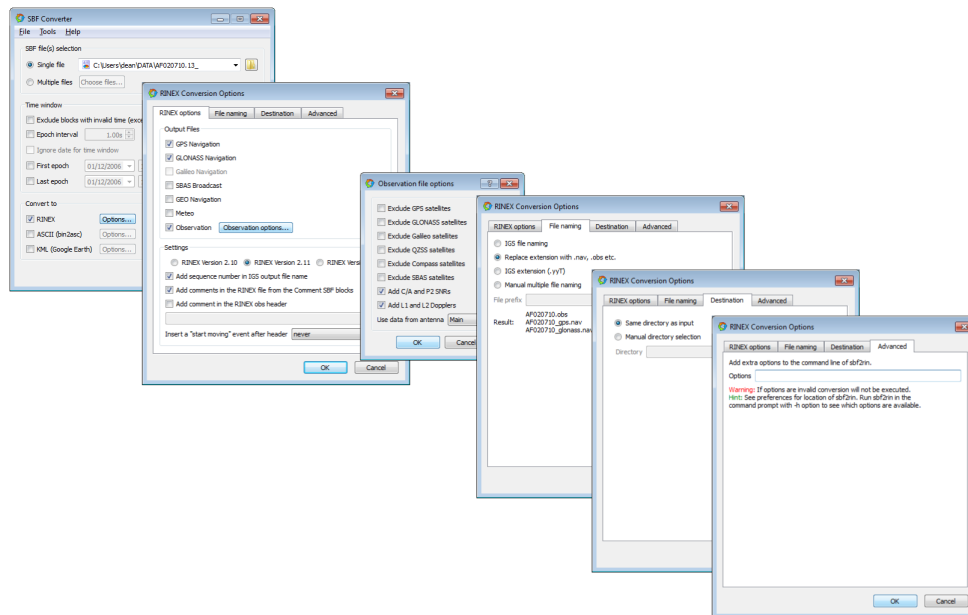 SBF Converter
File Tools Help
SBF file(s) selection
Single file C:\Users\dean\DATA\AF020710.13_
Multiple files Choose files...
Time window
Exclude blocks with invalid time
Epoch interval 1.00s
Ignore date for time window
First epoch 01/12/2006
Last epoch 01/12/2006
Convert to
RINEX Options...
ASCII (bin2asc) Options...
KML (Google Earth) Options...
RINEX Conversion Options
RINEX options File naming Destination Advanced
Output Files
GPS Navigation
GLONASS Navigation
Galileo Navigation
SBAS Broadcast
GEO Navigation
Meteo
Observation Observation options...
Settings
RINEX Version 2.10 RINEX Version 2.11 RINEX
Add sequence number in IGS output file name
Add comments in the RINEX file from the Comment SBF blocks
Add comment in the RINEX obs header
Insert a "start moving" event after header never
OK Cancel
Observation file options
Exclude GPS satellites
Exclude GLONASS satellites
Exclude Galileo satellites
Exclude QZSS satellites
Exclude Compass satellites
Exclude SBAS satellites
Add C/A and P2 SNRs
Add L1 and L2 Dopplers
Use data from antenna Main
OK
RINEX Conversion Options
RINEX options File naming Destination Advanced
IGS file naming
Replace extension with .nav, .obs etc.
IGS extension (.yyT)
Manual multiple file naming
File prefix
Result: AF020710.obs
AF020710_gps.nav
AF020710_glonass.nav
RINEX Conversion Options
RINEX options File naming Destination Advanced
Same directory as input
Manual directory selection
Directory
RINEX Conversion Options
RINEX options File naming Destination Advanced
Add extra options to the command line of sbf2rin.
Options
Warning: If options are invalid conversion will not be executed.
Hint: See preferences for location of sbf2rin. Run sbf2rin in the
command prompt with -h option to see which options are available.
OK Cancel